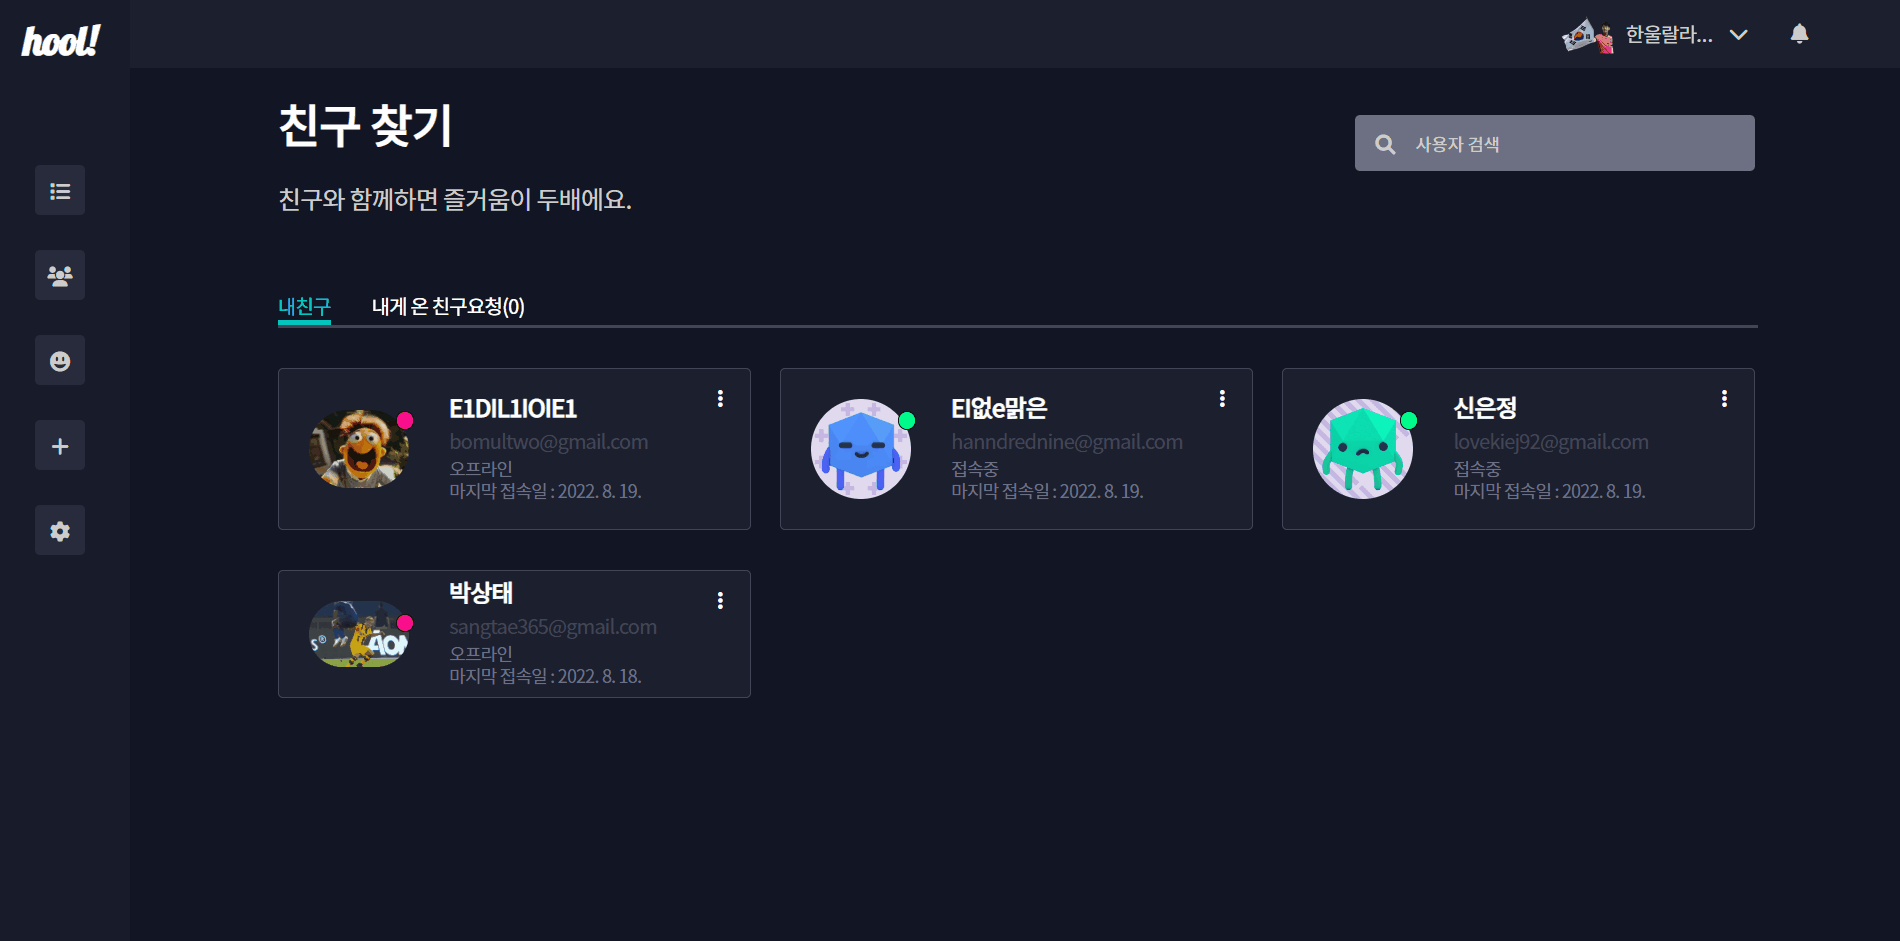 hool!
한울랄라...
친구 찾기
사용자 검색
친구와 함께하면 즐거움이 두배에요.
내친구
내게 온 친구요청(0)
E1DIL1IOIE1
bomultwo@gmail.com
오프라인
마지막 접속일 : 2022. 8. 19.
EI없e맑은
hanndrednine@gmail.com
접속중
마지막 접속일 : 2022. 8. 19.
신은정
lovekiej92@gmail.com
접속중
마지막 접속일 : 2022. 8. 19.
박상태
sangtae365@gmail.com
오프라인
마지막 접속일 : 2022. 8. 18.